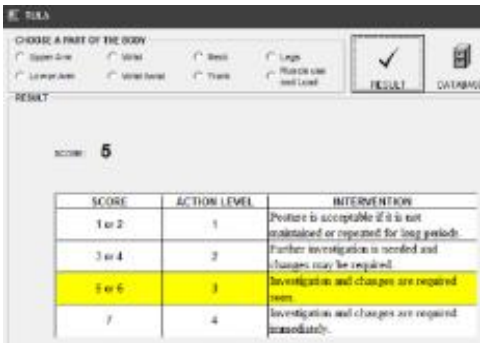 RULA
CHOOSE A PART OF THE BODY
Upper Arm
Wrist
Neck
Legs
Lower Arm
Wrist twist
Trunk
Muscle use
and Load
RESULT
DATABASE
RESULT
SCORE: 5
SCORE ACTION LEVEL INTERVENTION
1 or 2 1 Posture is acceptable if it is not
maintained or repeated for long periods.
3 or 4 2 Further investigation is needed and
changes may be required.
5 or 6 3 Investigation and changes are required
soon.
7 4 Investigation and changes are required
immediately.